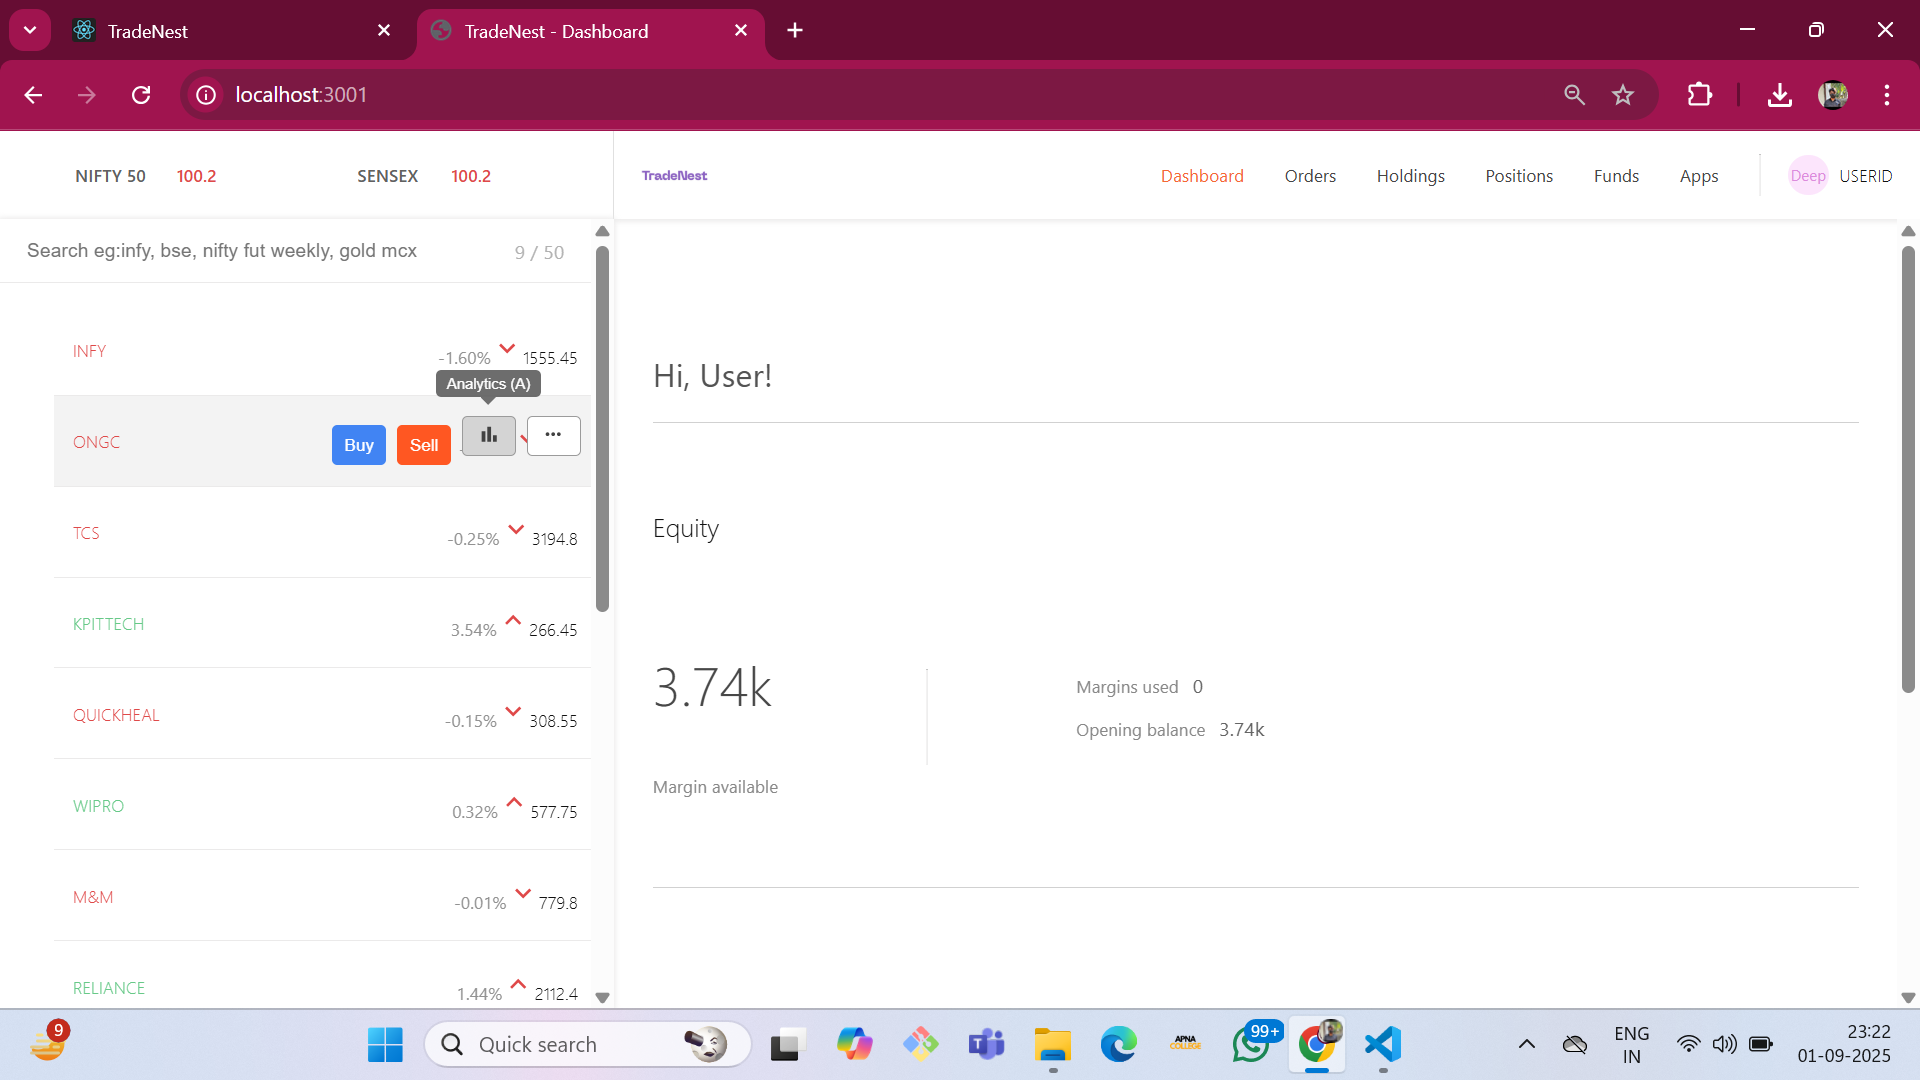 TradeNest
TradeNest - Dashboard
localhost:3001
NIFTY 50 100.2 SENSEX 100.2
TradeNest
Dashboard Orders Holdings Positions Funds Apps
Deep USERID
Search eg:infy, bse, nifty fut weekly, gold mcx 9 / 50
INFY -1.60% 1555.45
Analytics (A)
ONGC Buy Sell
TCS -0.25% 3194.8
KPITTECH 3.54% 266.45
QUICKHEAL -0.15% 308.55
WIPRO 0.32% 577.75
M&M -0.01% 779.8
RELIANCE 1.44% 2112.4
Hi, User!
Equity
3.74k
Margin available
Margins used 0
Opening balance 3.74k
9
Quick search
APNA
COLLEGE
99+
ENG
IN
23:22
01-09-2025